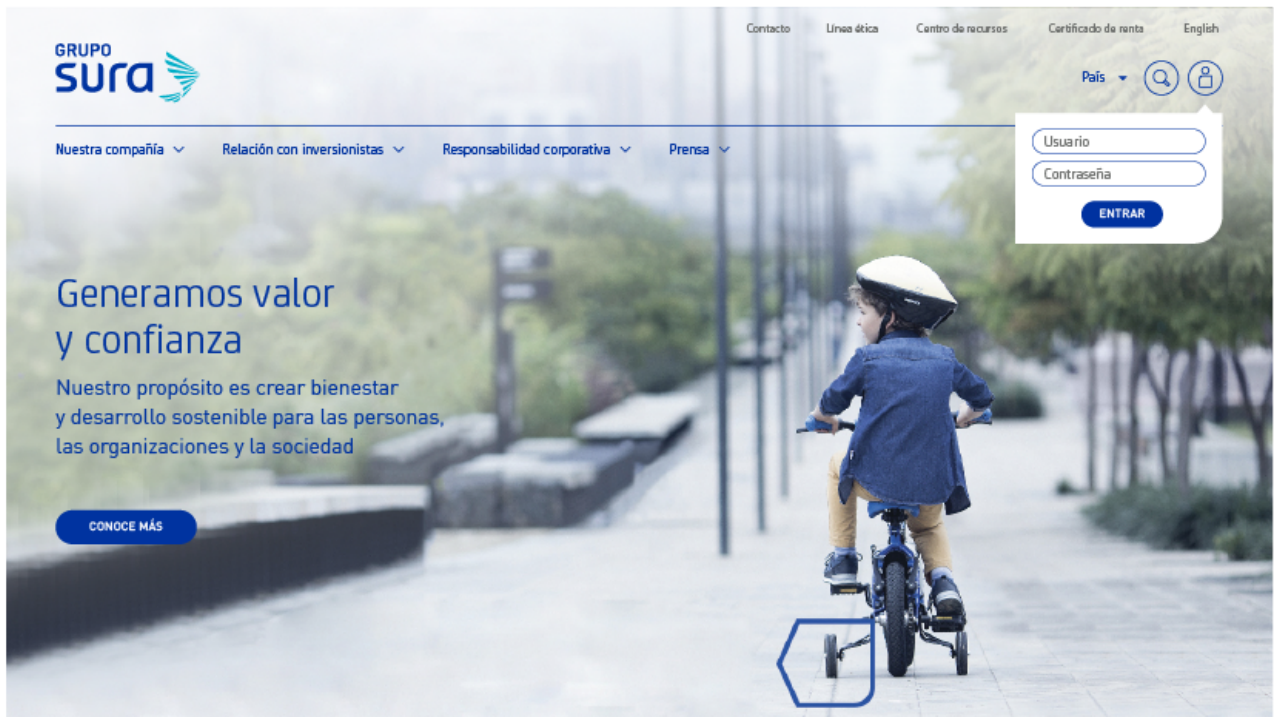 Contacto Línea ética Centro de recursos Certificado de renta English
GRUPO
sura
País
Nuestra compañía Relación con inversionistas Responsabilidad corporativa Prensa
Usuario
Contraseña
ENTRAR
Generamos valor
y confianza
Nuestro propósito es crear bienestar
y desarrollo sostenible para las personas,
las organizaciones y la sociedad
CONOCE MÁS